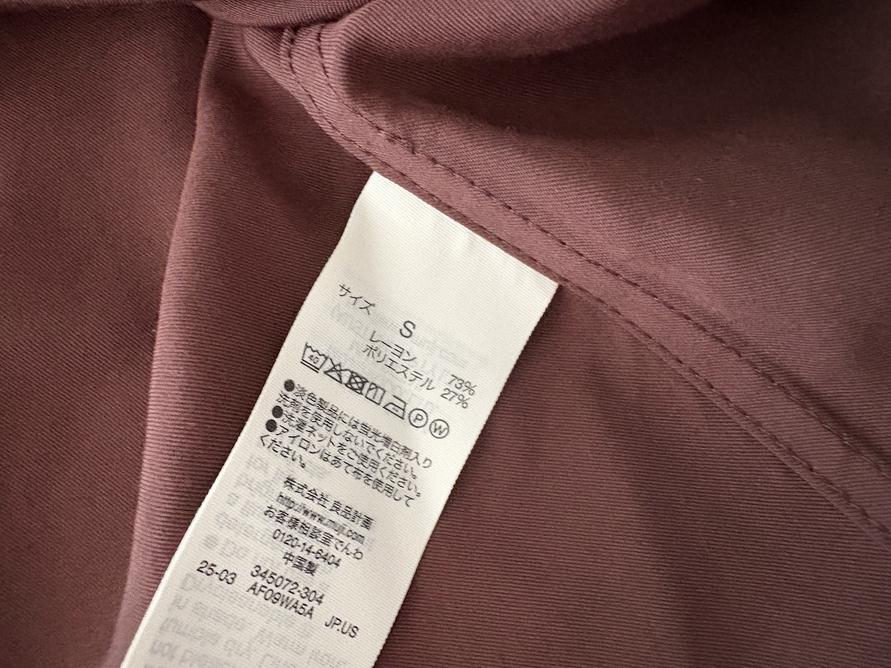 サイズ
S
レーヨン 73%
ポリエステル 27%
40 P W
●淡色製品には蛍光増白剤入り
洗剤を使用しないでください。
●洗濯ネットをご使用ください。
●アイロンはあて布を使用して
ください。
株式会社 良品計画
http://www.muji.com
お客様相談室でんわ
0120-14-6404
中国製
345072-304
25-03 AF09WA5A JP.US